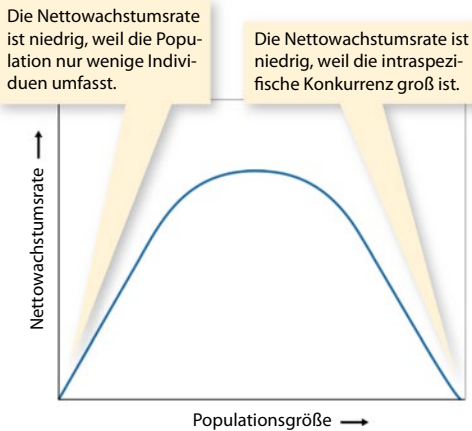 Die Nettowachstumsrate
ist niedrig, weil die Popu-
lation nur wenige Indivi-
duen umfasst.
Die Nettowachstumsrate ist
niedrig, weil die intraspezi-
fische Konkurrenz groß ist.
Nettowachstumsrate
Populationsgröße